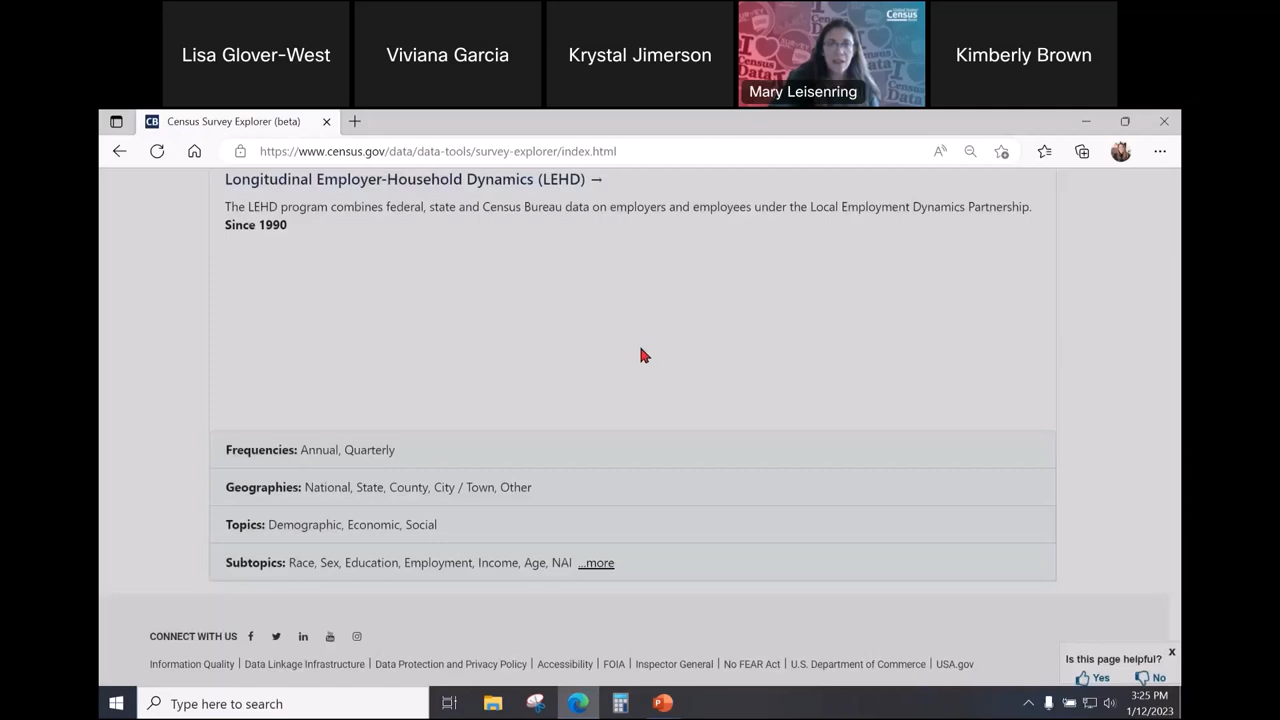 Lisa Glover-West
Viviana Garcia
Krystal Jimerson
United States
Census
Bureau
I
Census
Data
Mary Leisenring
Kimberly Brown
CB Census Survey Explorer (beta)
https://www.census.gov/data/data-tools/survey-explorer/index.html
Longitudinal Employer-Household Dynamics (LEHD) →
The LEHD program combines federal, state and Census Bureau data on employers and employees under the Local Employment Dynamics Partnership.
Since 1990
Frequencies: Annual, Quarterly
Geographies: National, State, County, City / Town, Other
Topics: Demographic, Economic, Social
Subtopics: Race, Sex, Education, Employment, Income, Age, NAI ...more
CONNECT WITH US
Information Quality | Data Linkage Infrastructure | Data Protection and Privacy Policy | Accessibility | FOIA | Inspector General | No FEAR Act | U.S. Department of Commerce | USA.gov
Is this page helpful? X
Yes No
Type here to search
3:25 PM
1/12/2023